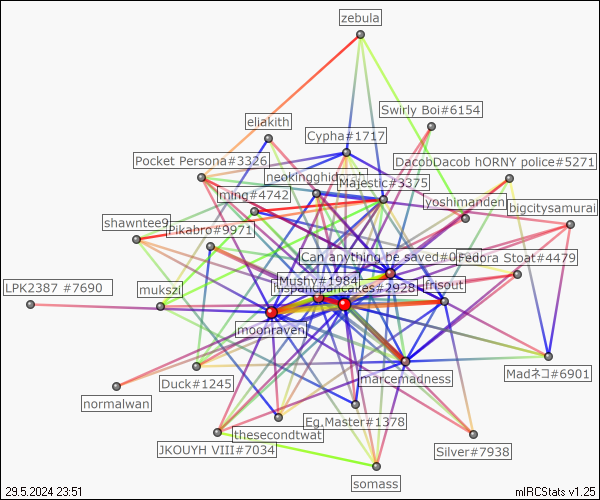 zebula
Swirly Boi#6154
eliakith
Cypha#1717
Pocket Persona#3326
DacobDacob hORNY police#5271
Majestic#3375
ming#4742
yoshimanden
bigcitysamurai
shawntee9
Pikabro#9971
Can anything be saved#0
Fedora Stoat#4479
LPK2387 #7690
mukszi
Mushy#1984
frisout
moonraven
marcemadness
Duck#1245
Madネコ#6901
normalwan
Eg.Master#1378
thesecondtwat
JKOUYH VIII#7034
Silver#7938
somass
29.5.2024 23:51
mIRCStats v1.25